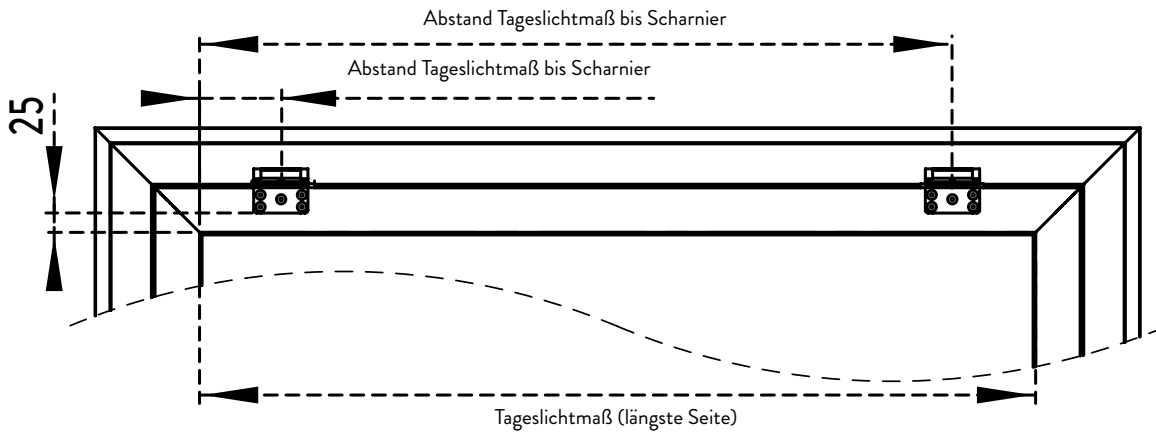 Abstand Tageslichtmaß bis Scharnier
Abstand Tageslichtmaß bis Scharnier
25
Tageslichtmaß (längste Seite)